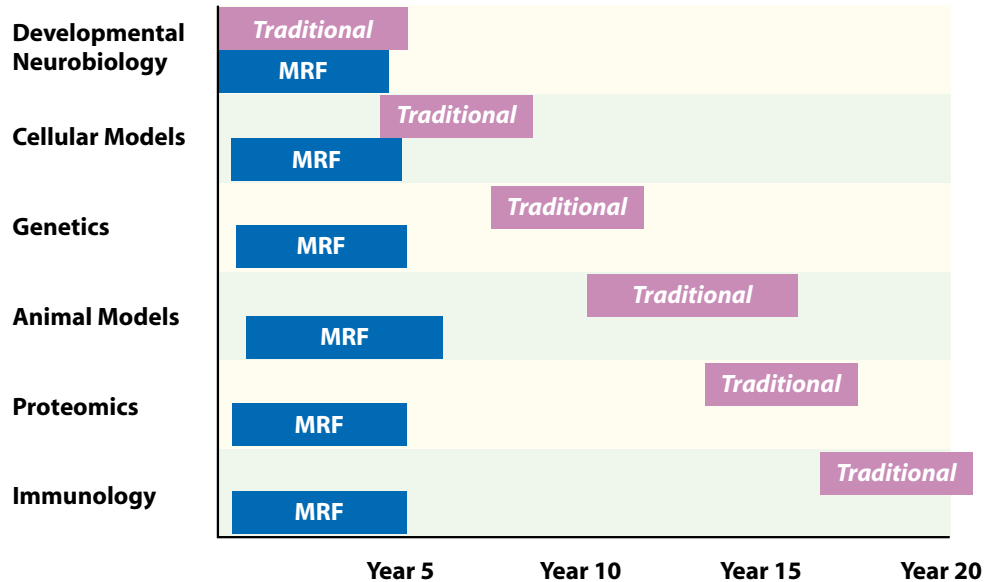 Developmental
Neurobiology
Traditional
MRF
Cellular Models
Traditional
MRF
Genetics
Traditional
MRF
Animal Models
Traditional
MRF
Proteomics
Traditional
MRF
Immunology
Traditional
MRF
Year 5 Year 10 Year 15 Year 20